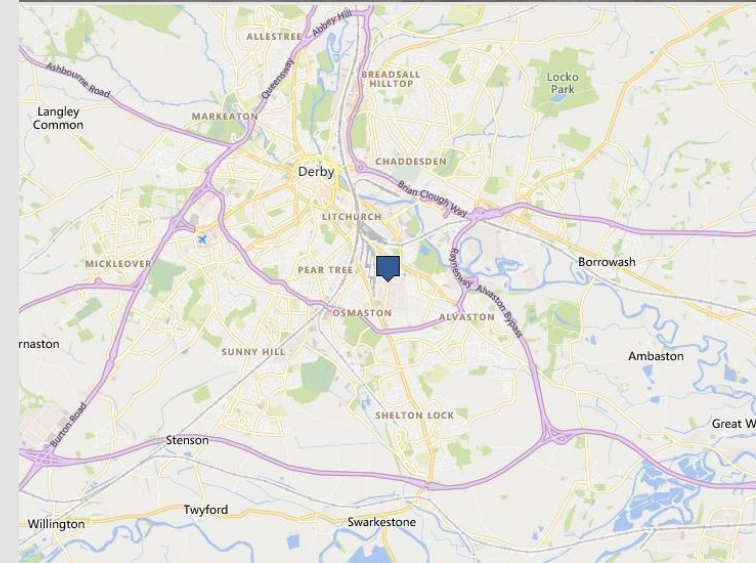 Abbey Hill
ALLESTREE
Queensway
BREADSALL
HILLTOP
Ashbourne Road
Locko
Park
Langley
Common
MARKEATON
CHADDESDEN
Derby
Brian Clough Way
LITCHURCH
MICKLEOVER
PEAR TREE
Raynesway
Borrowash
Alvaston Bypass
OSMASTON
ALVASTON
rnaston
SUNNY HILL
Ambaston
Burton Road
SHELTON LOCK
Great W
Stenson
Twyford
Willington
Swarkestone